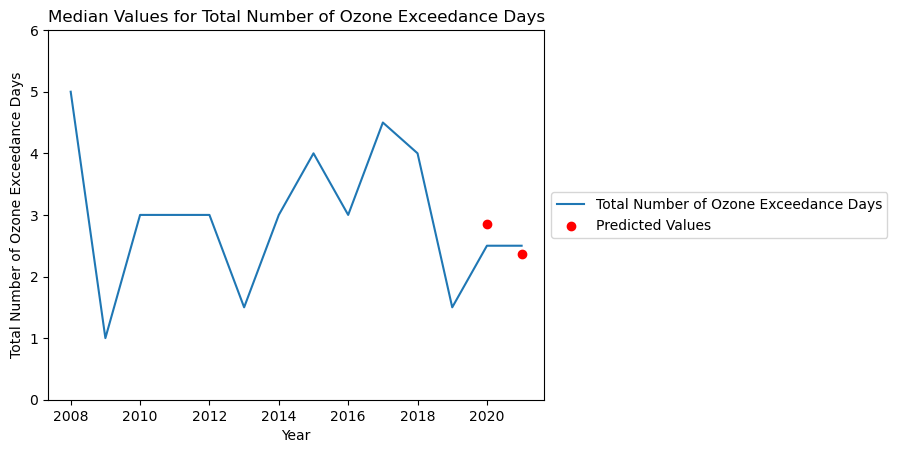 Median Values for Total Number of Ozone Exceedance Days
Total Number of Ozone Exceedance Days
6
5
4
3
2
1
0
2008 2010 2012 2014 2016 2018 2020
Year
Total Number of Ozone Exceedance Days
Predicted Values